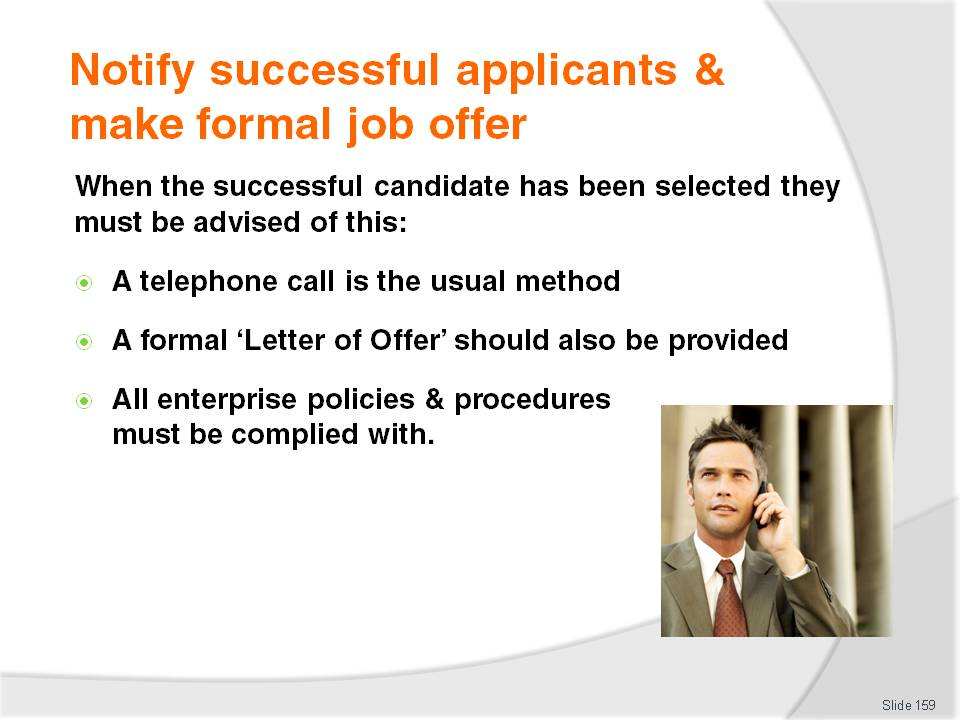 Notify successful applicants &
make formal job offer
When the successful candidate has been selected they
must be advised of this:
A telephone call is the usual method
A formal ‘Letter of Offer’ should also be provided
All enterprise policies & procedures
must be complied with.
Slide 159